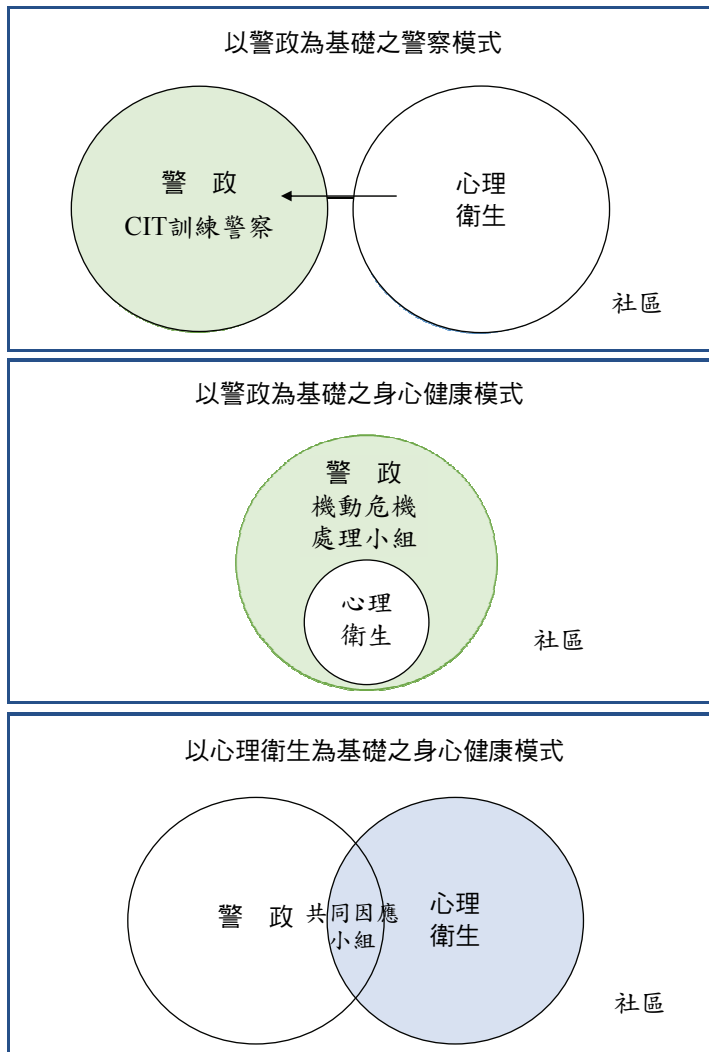 以警政為基礎之警察模式
警　政
CIT訓練警察
心理
衛生
社區
以警政為基礎之身心健康模式
警　政
機動危機
處理小組
心理
衛生
社區
以心理衛生為基礎之身心健康模式
警　政
共同因應
小組
心理
衛生
社區